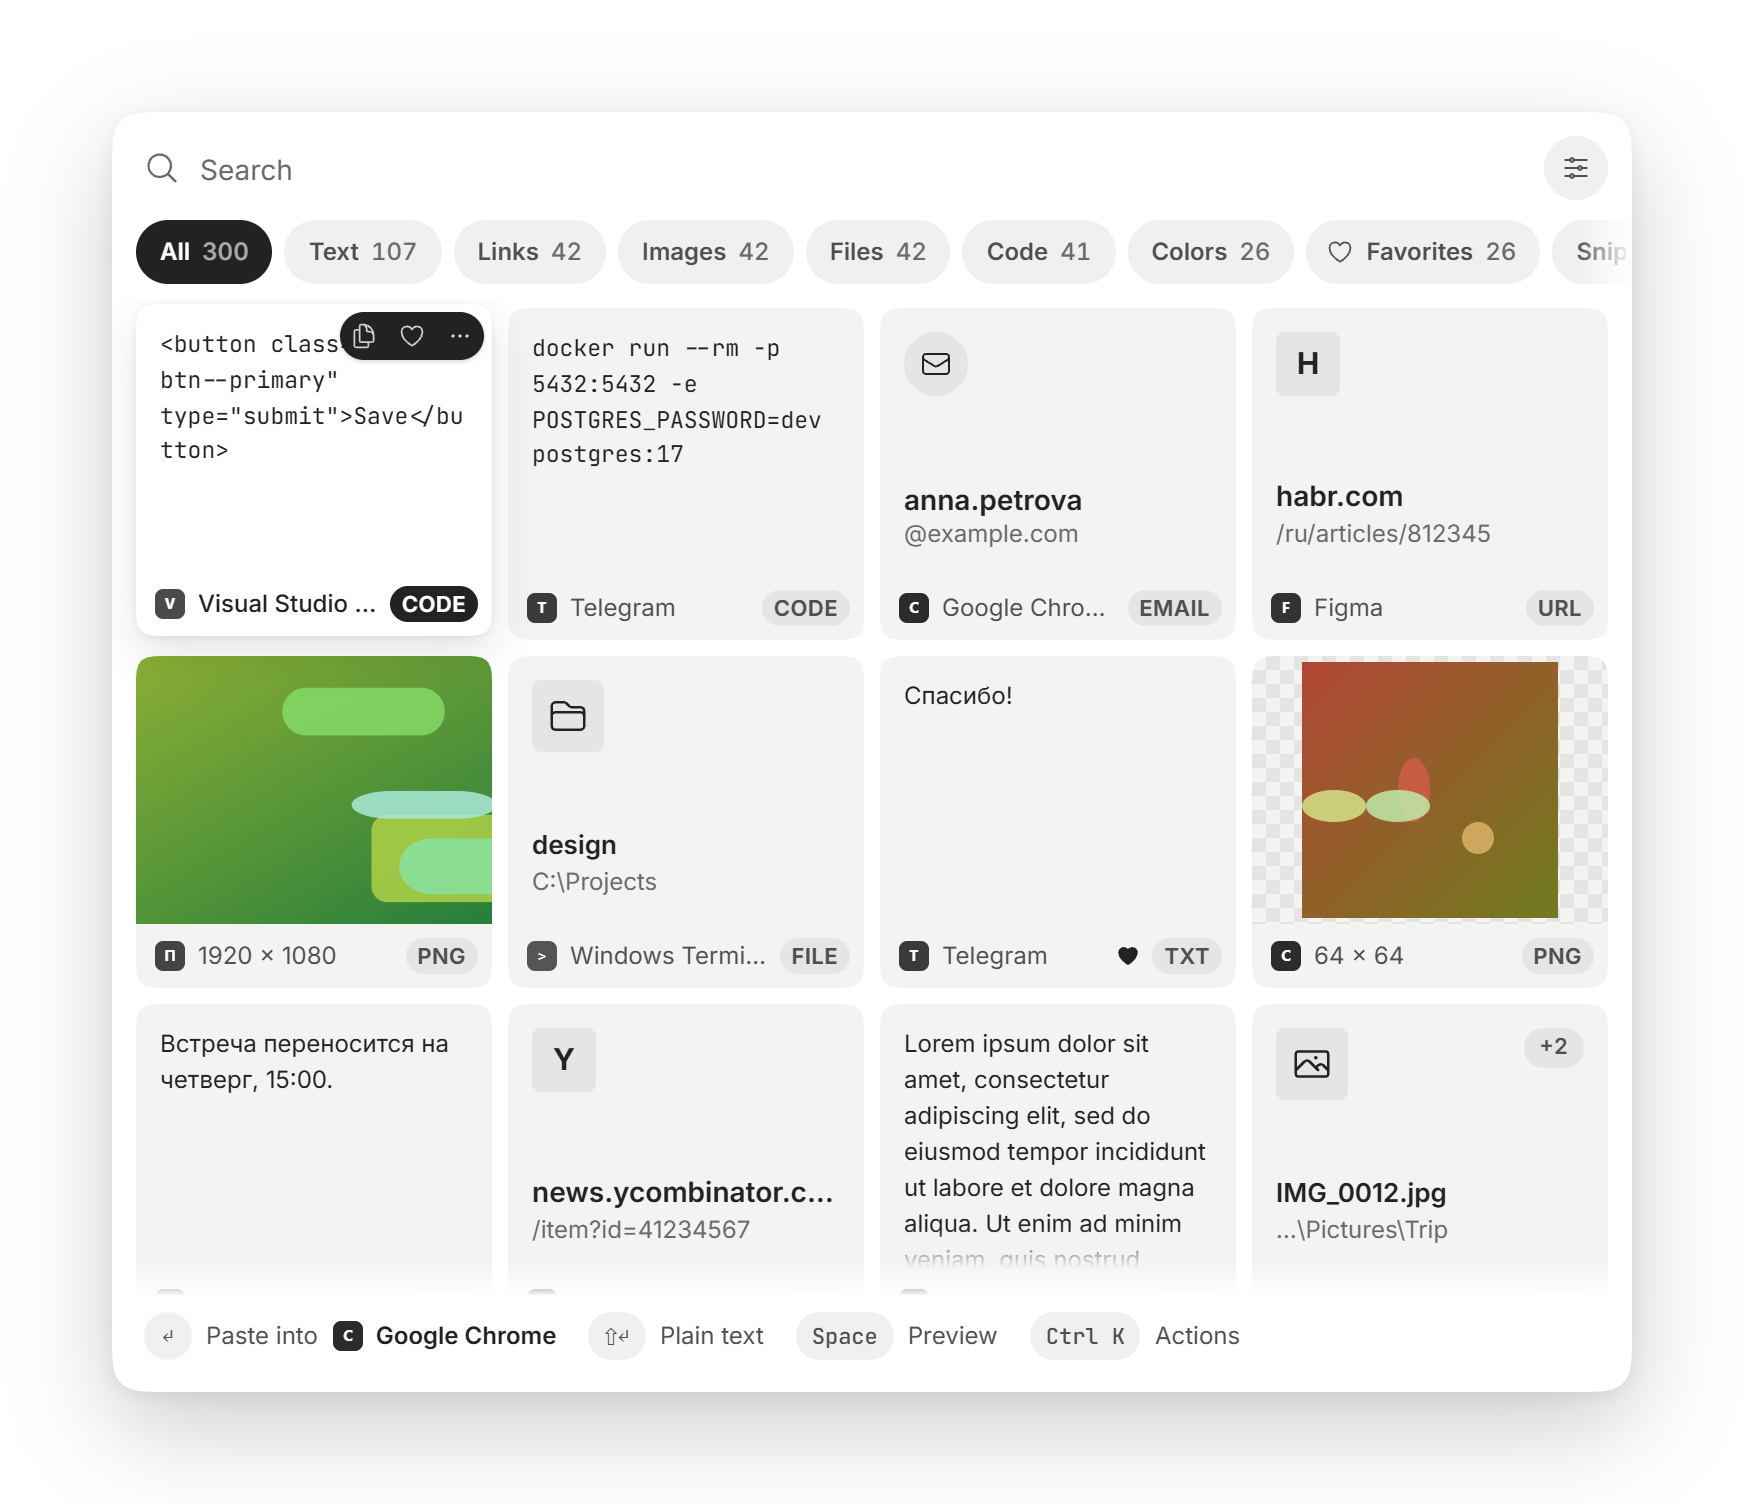 Search
All 300 Text 107 Links 42 Images 42 Files 42 Code 41 Colors 26 Favorites 26 Snip
<button class
btn--primary"
type="submit">Save</bu
tton>
V Visual Studio ... CODE
docker run --rm -p
5432:5432 -e
POSTGRES_PASSWORD=dev
postgres:17
T Telegram CODE
anna.petrova
@example.com
C Google Chro... EMAIL
H
habr.com
/ru/articles/812345
F Figma URL
П 1920 × 1080 PNG
design
C:\Projects
> Windows Termi... FILE
Спасибо!
T Telegram TXT
C 64 × 64 PNG
Встреча переносится на
четверг, 15:00.
Y
news.ycombinator.c...
/item?id=41234567
Lorem ipsum dolor sit
amet, consectetur
adipiscing elit, sed do
eiusmod tempor incididunt
ut labore et dolore magna
aliqua. Ut enim ad minim
veniam, quis nostrud
+2
IMG_0012.jpg
...\Pictures\Trip
Paste into C Google Chrome Plain text Space Preview Ctrl K Actions